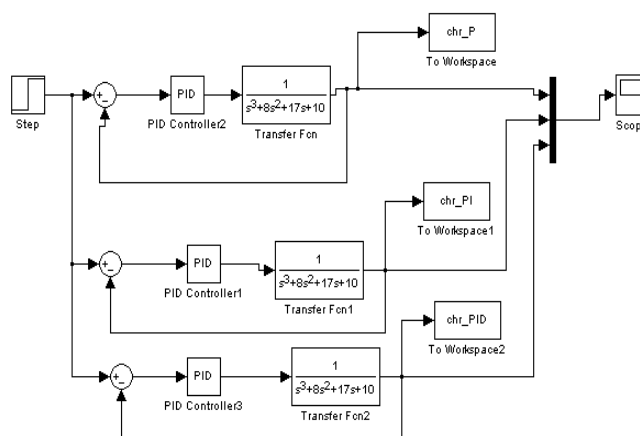 chr_P
To Workspace
Step
+
−
PID
PID Controller2
1
s³+8s²+17s+10
Transfer Fcn
Scop
chr_PI
To Workspace1
+
−
PID
PID Controller1
1
s³+8s²+17s+10
Transfer Fcn1
chr_PID
To Workspace2
+
−
PID
PID Controller3
1
s³+8s²+17s+10
Transfer Fcn2